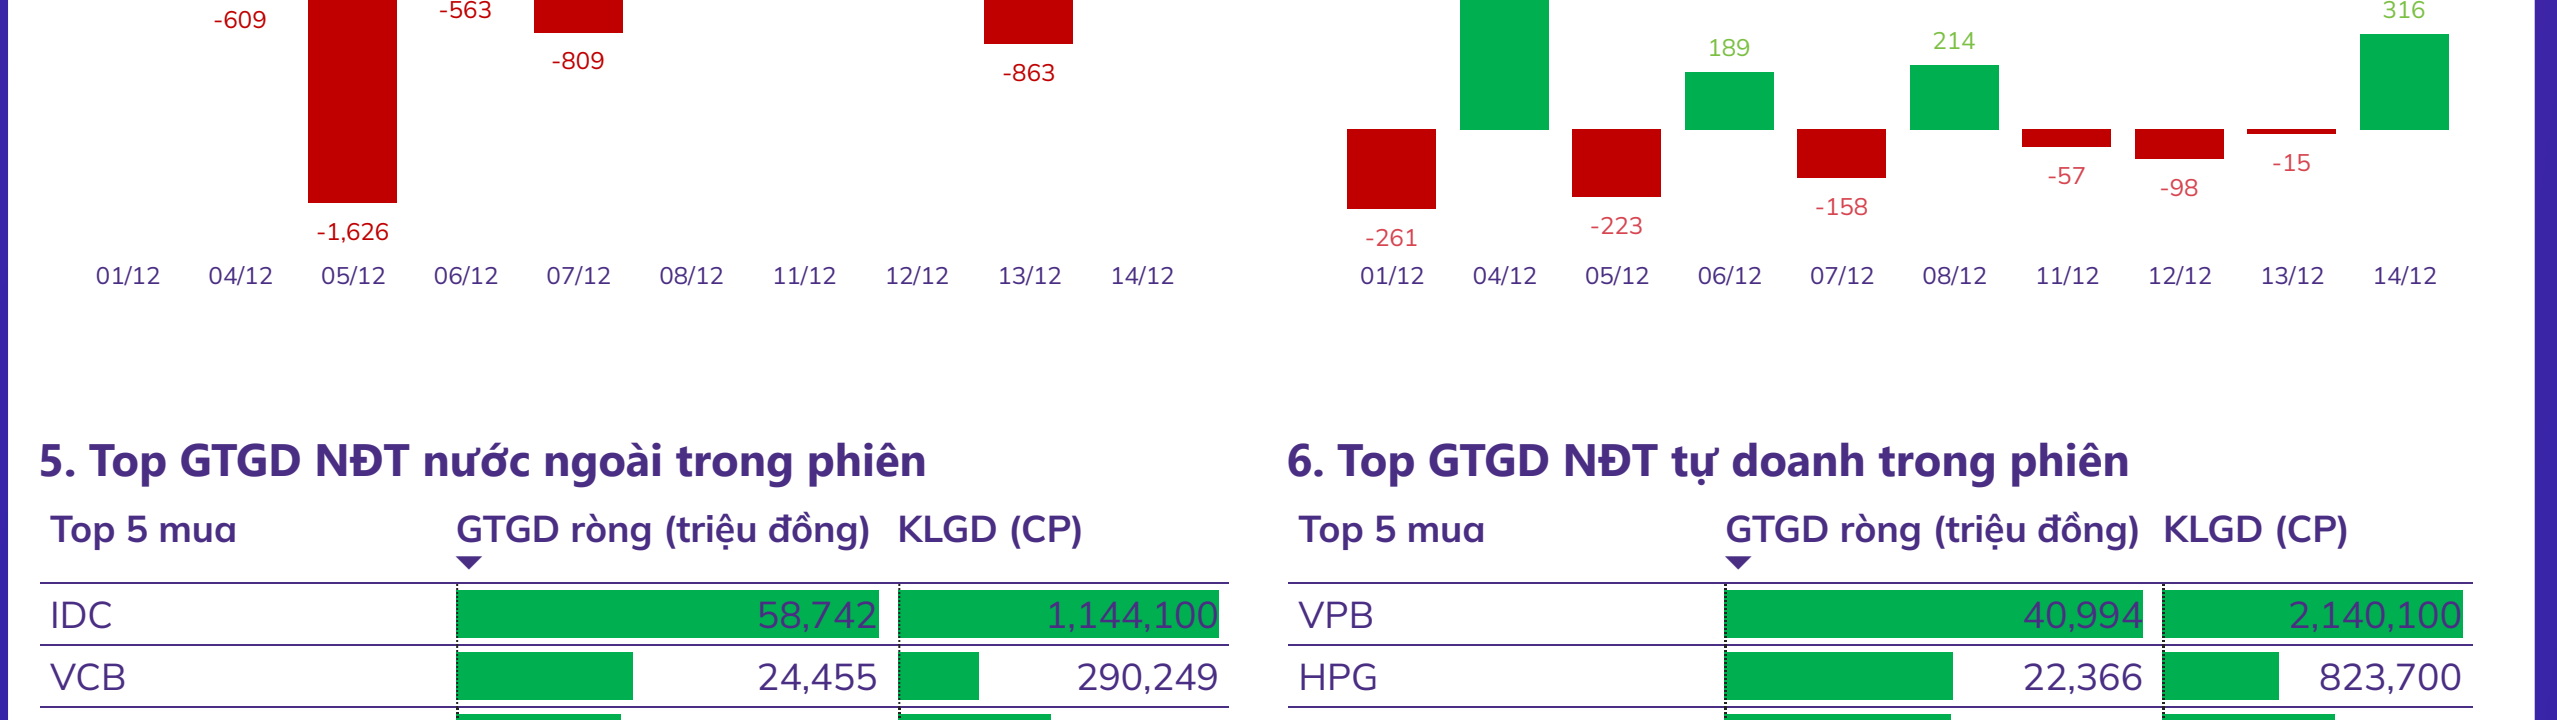 -609
-563
-809
-863
-1,626
01/12 04/12 05/12 06/12 07/12 08/12 11/12 12/12 13/12 14/12
316
189
214
-57
-98
-15
-158
-223
-261
01/12 04/12 05/12 06/12 07/12 08/12 11/12 12/12 13/12 14/12
5. Top GTGD NĐT nước ngoài trong phiên
Top 5 mua GTGD ròng (triệu đồng) KLGD (CP)
IDC 58,742 1,144,100
VCB 24,455 290,249
6. Top GTGD NĐT tự doanh trong phiên
Top 5 mua GTGD ròng (triệu đồng) KLGD (CP)
VPB 40,994 2,140,100
HPG 22,366 823,700